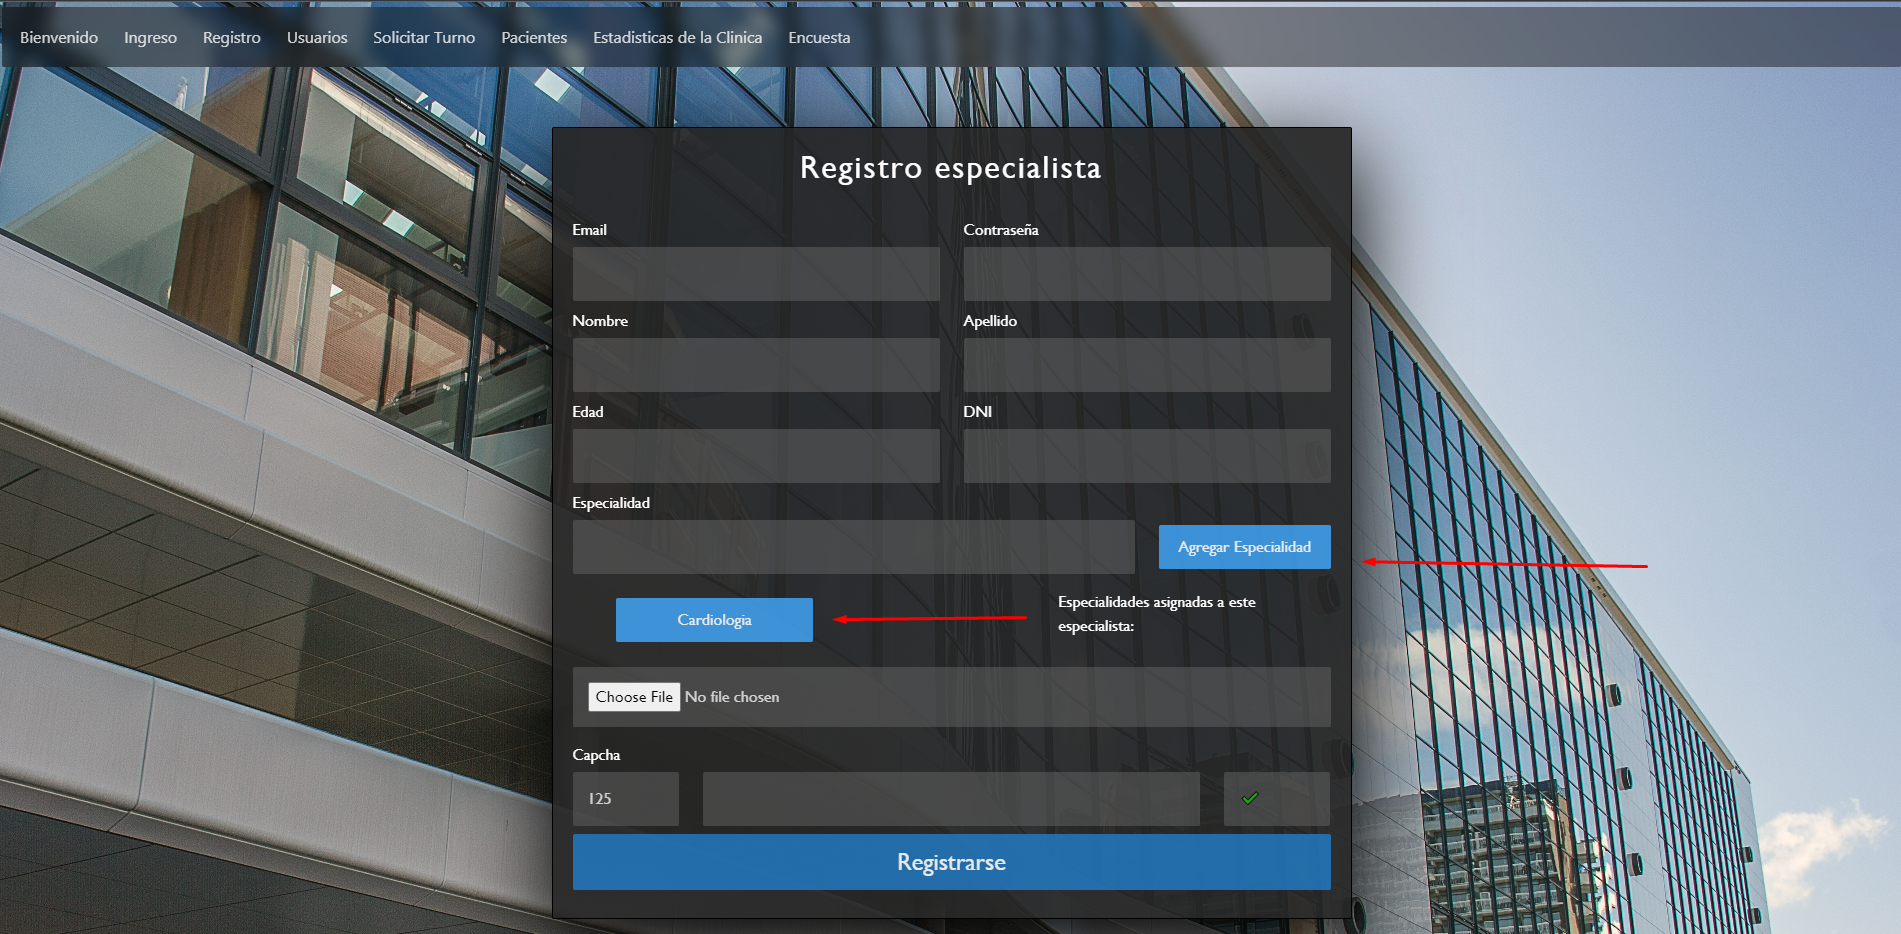 Bienvenido Ingreso Registro Usuarios Solicitar Turno Pacientes Estadisticas de la Clinica Encuesta
Registro especialista
Email Contraseña
Nombre Apellido
Edad DNI
Especialidad
Agregar Especialidad
Cardiologia
Especialidades asignadas a este
especialista:
Choose File No file chosen
Capcha
125
Registrarse